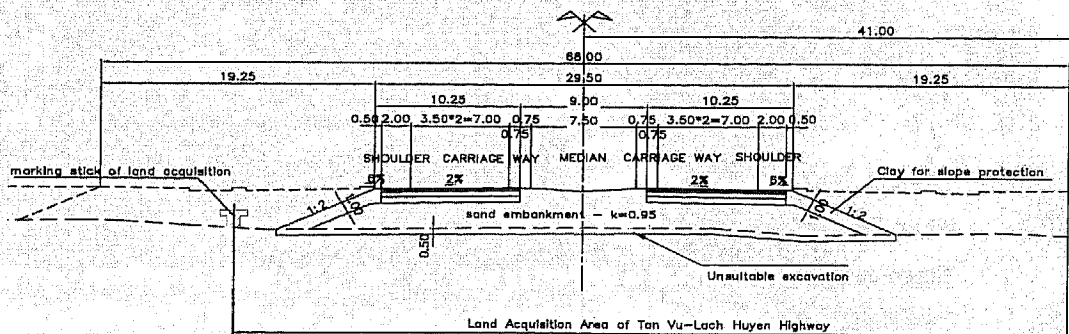 41.00
68.00
19.25 29.50 19.25
10.25 9.00 10.25
0.50 2.00 3.50*2=7.00 0.75 7.50 0.75 3.50*2=7.00 2.00 0.50
0.75 0.75
SHOULDER CARRIAGE WAY MEDIAN CARRIAGE WAY SHOULDER
marking stick of land acquisition
Clay for slope protection
2% 2% 5%
1:2 1.00 1.00 1:2
sand embankment - k=0.95
0.50
Unsuitable excavation
Land Acquisition Area of Tan Vu-Lach Huyen Highway